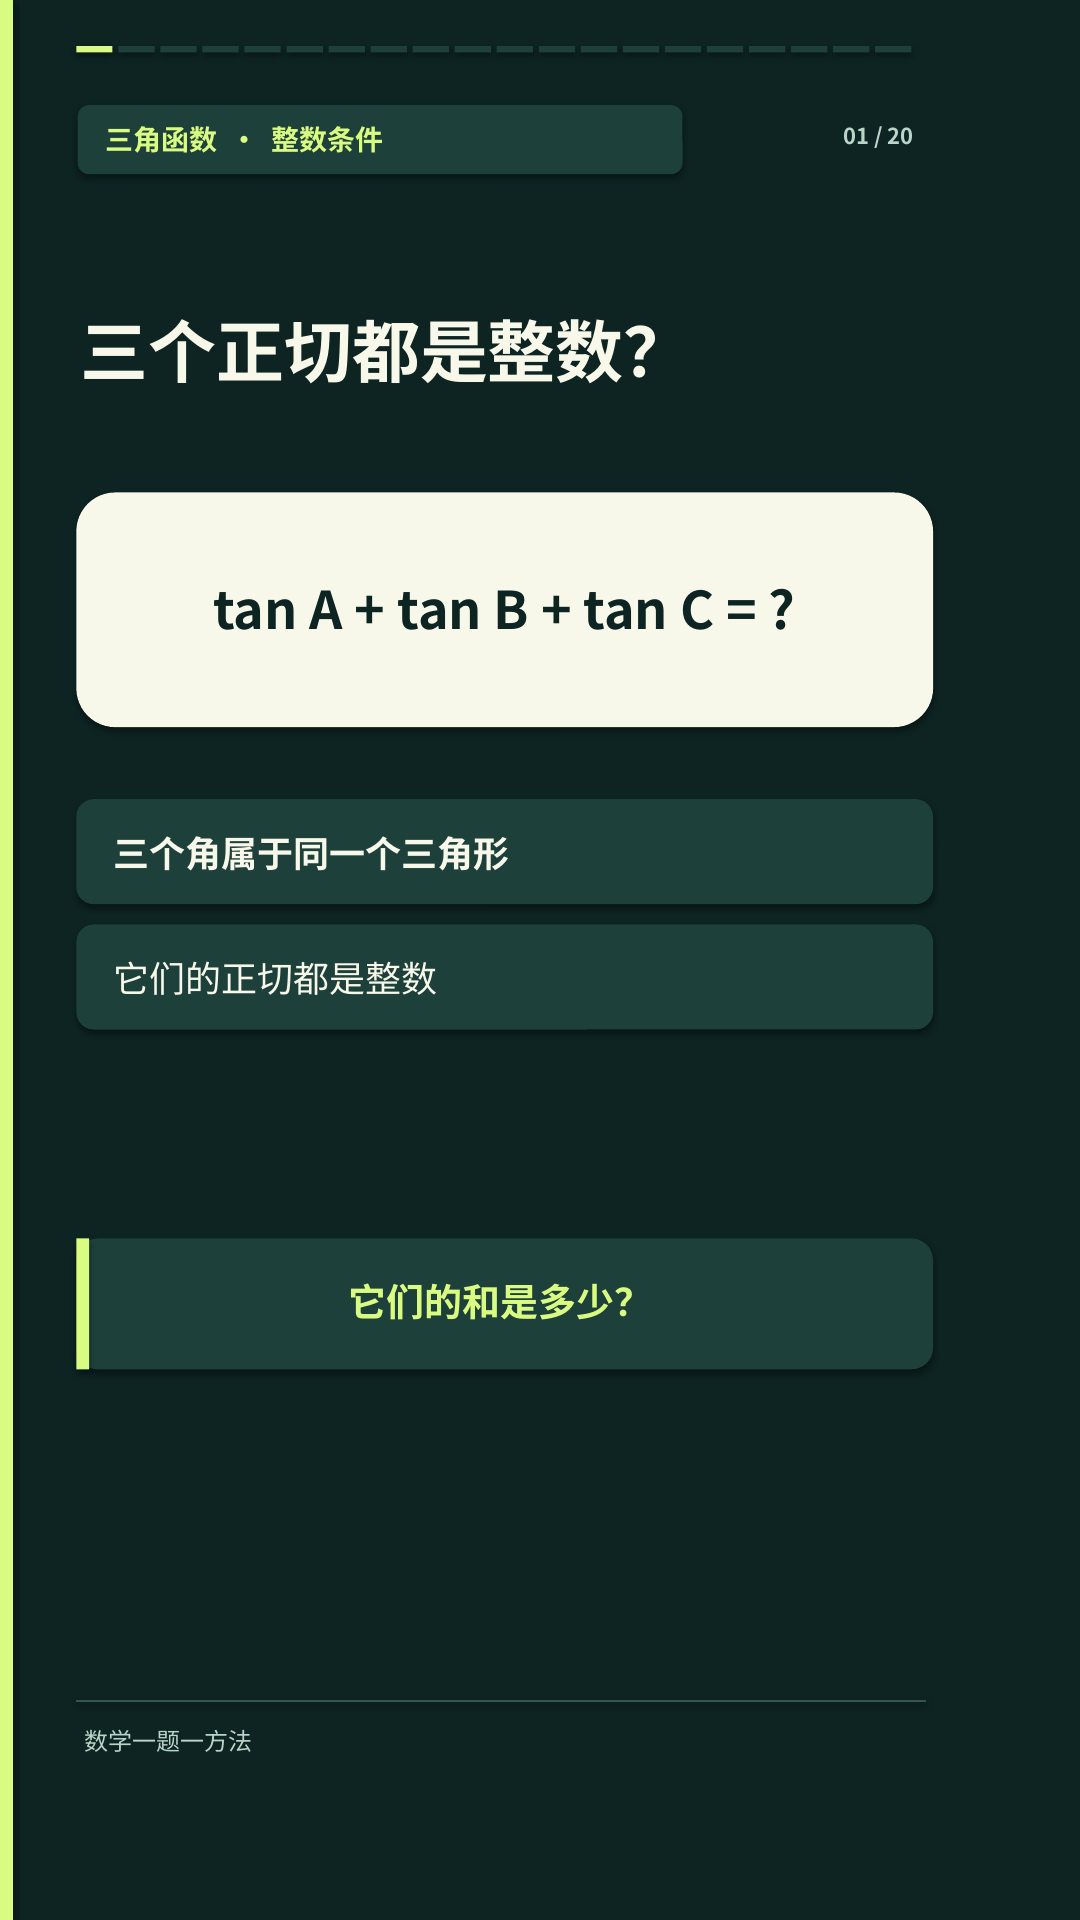 三角函数 · 整数条件
01 / 20
三个正切都是整数?
tan A + tan B + tan C = ?
三个角属于同一个三角形
它们的正切都是整数
它们的和是多少?
数学一题一方法